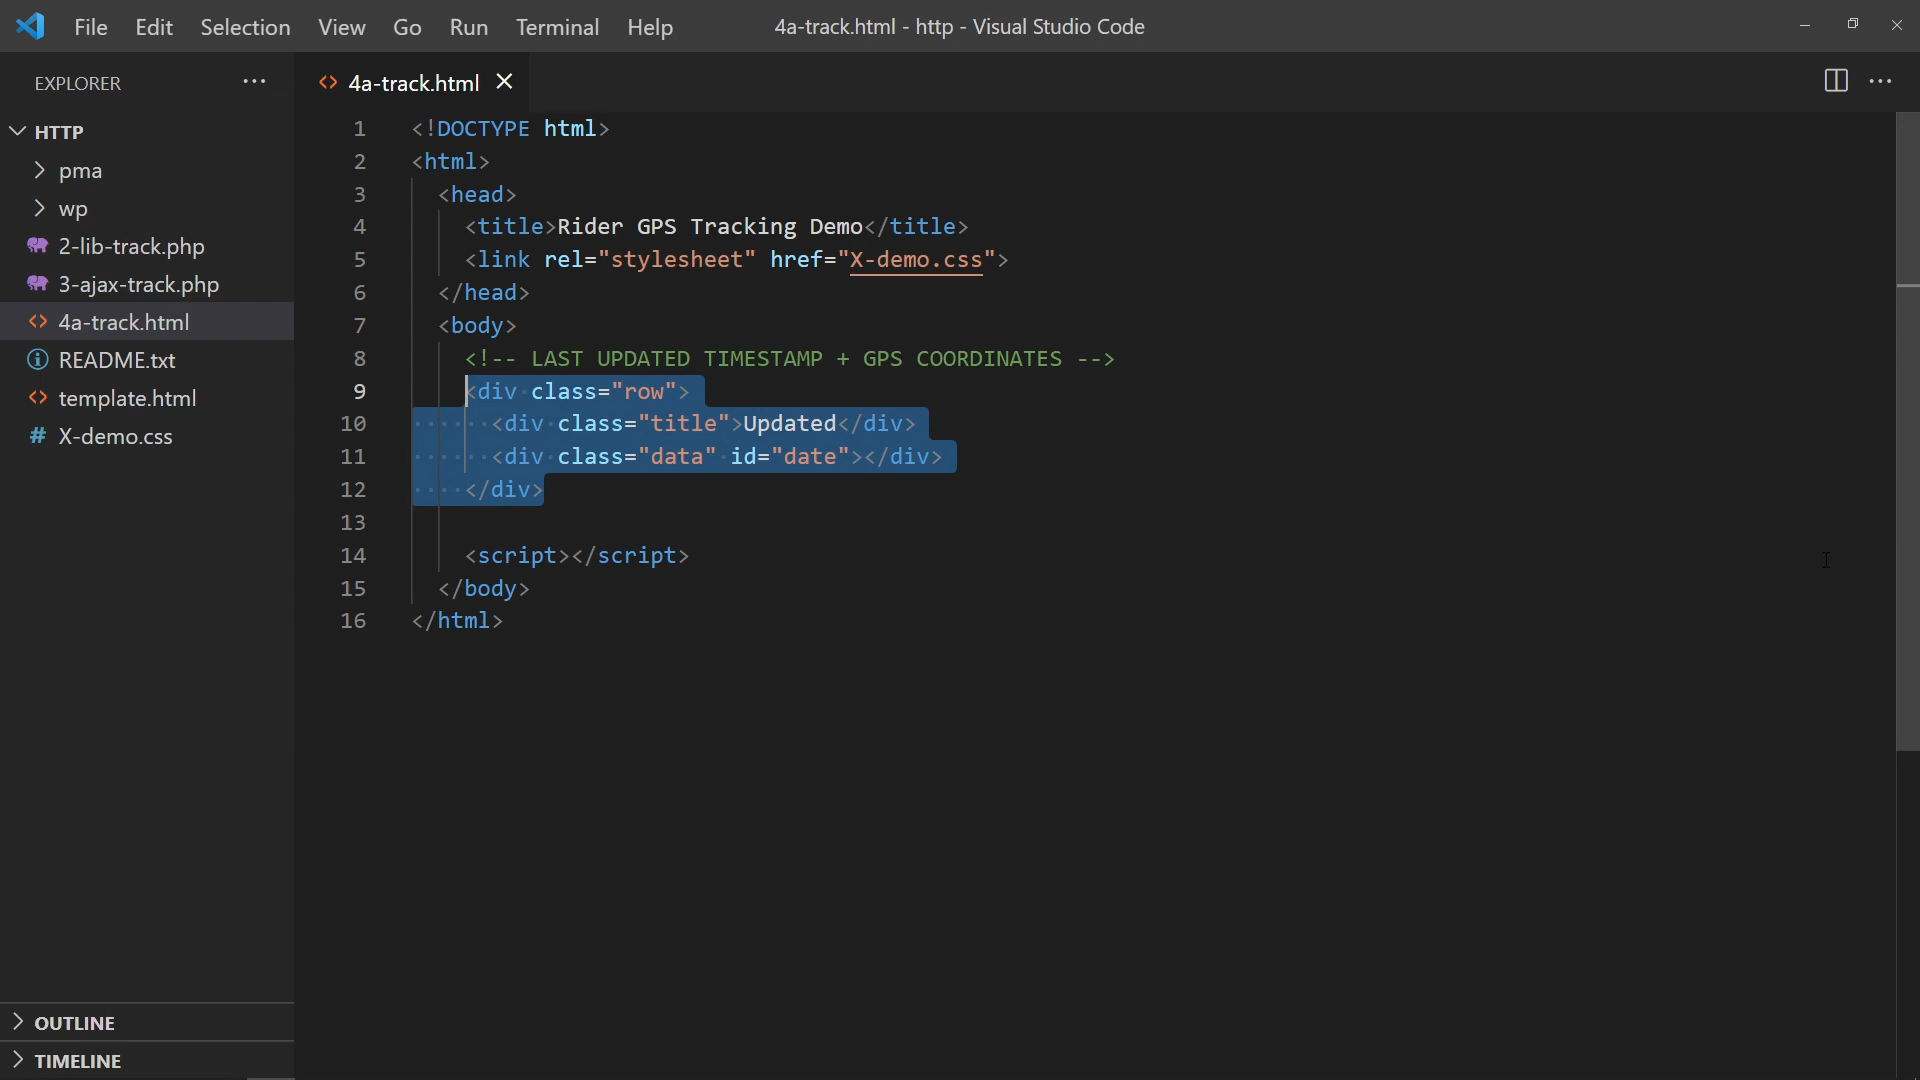 File Edit Selection View Go Run Terminal Help 4a-track.html - http - Visual Studio Code
EXPLORER
HTTP
pma
wp
2-lib-track.php
3-ajax-track.php
4a-track.html
README.txt
template.html
X-demo.css
OUTLINE
TIMELINE
4a-track.html
1 <!DOCTYPE html>
2 <html>
3 <head>
4 <title>Rider GPS Tracking Demo</title>
5 <link rel="stylesheet" href="X-demo.css">
6 </head>
7 <body>
8 <!-- LAST UPDATED TIMESTAMP + GPS COORDINATES -->
9 <div class="row">
10 <div class="title">Updated</div>
11 <div class="data" id="date"></div>
12 </div>
13
14 <script></script>
15 </body>
16 </html>